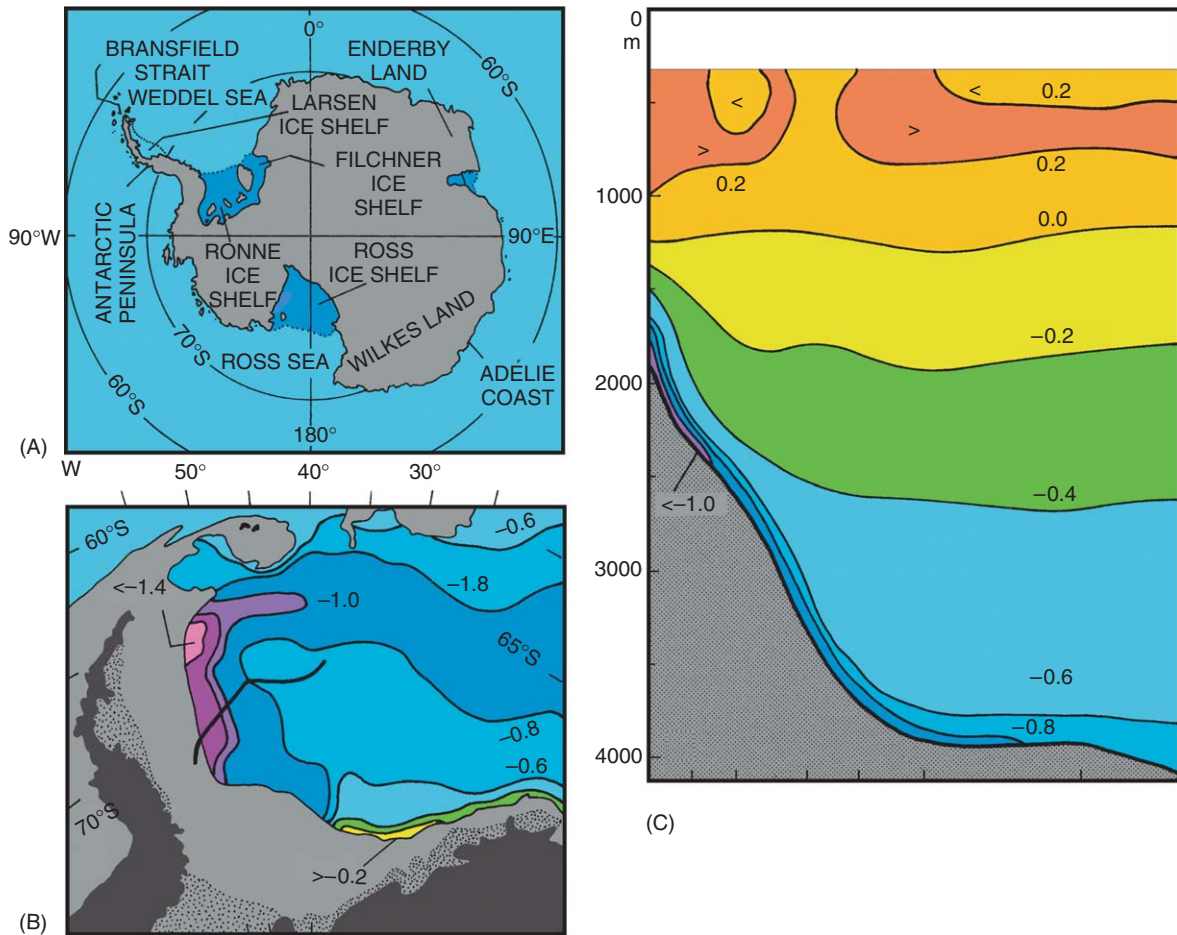 0°
BRANSFIELD
STRAIT
WEDDEL SEA
ENDERBY
LAND
60°S
LARSEN
ICE SHELF
FILCHNER
ICE
SHELF
90°W
90°E
ANTARCTIC
PENINSULA
RONNE
ICE
SHELF
ROSS
ICE SHELF
WILKES LAND
70°S
ROSS SEA
ADÉLIE
COAST
60°S
180°
(A)
W
50°
40°
30°
60°S
<–1.4
–0.6
–1.8
–1.0
65°S
–0.8
–0.6
70°S
>–0.2
(B)
0
m
<
0.2
<
>
>
0.2
0.2
1000
0.0
–0.2
2000
–0.4
<–1.0
3000
–0.6
–0.8
4000
(C)